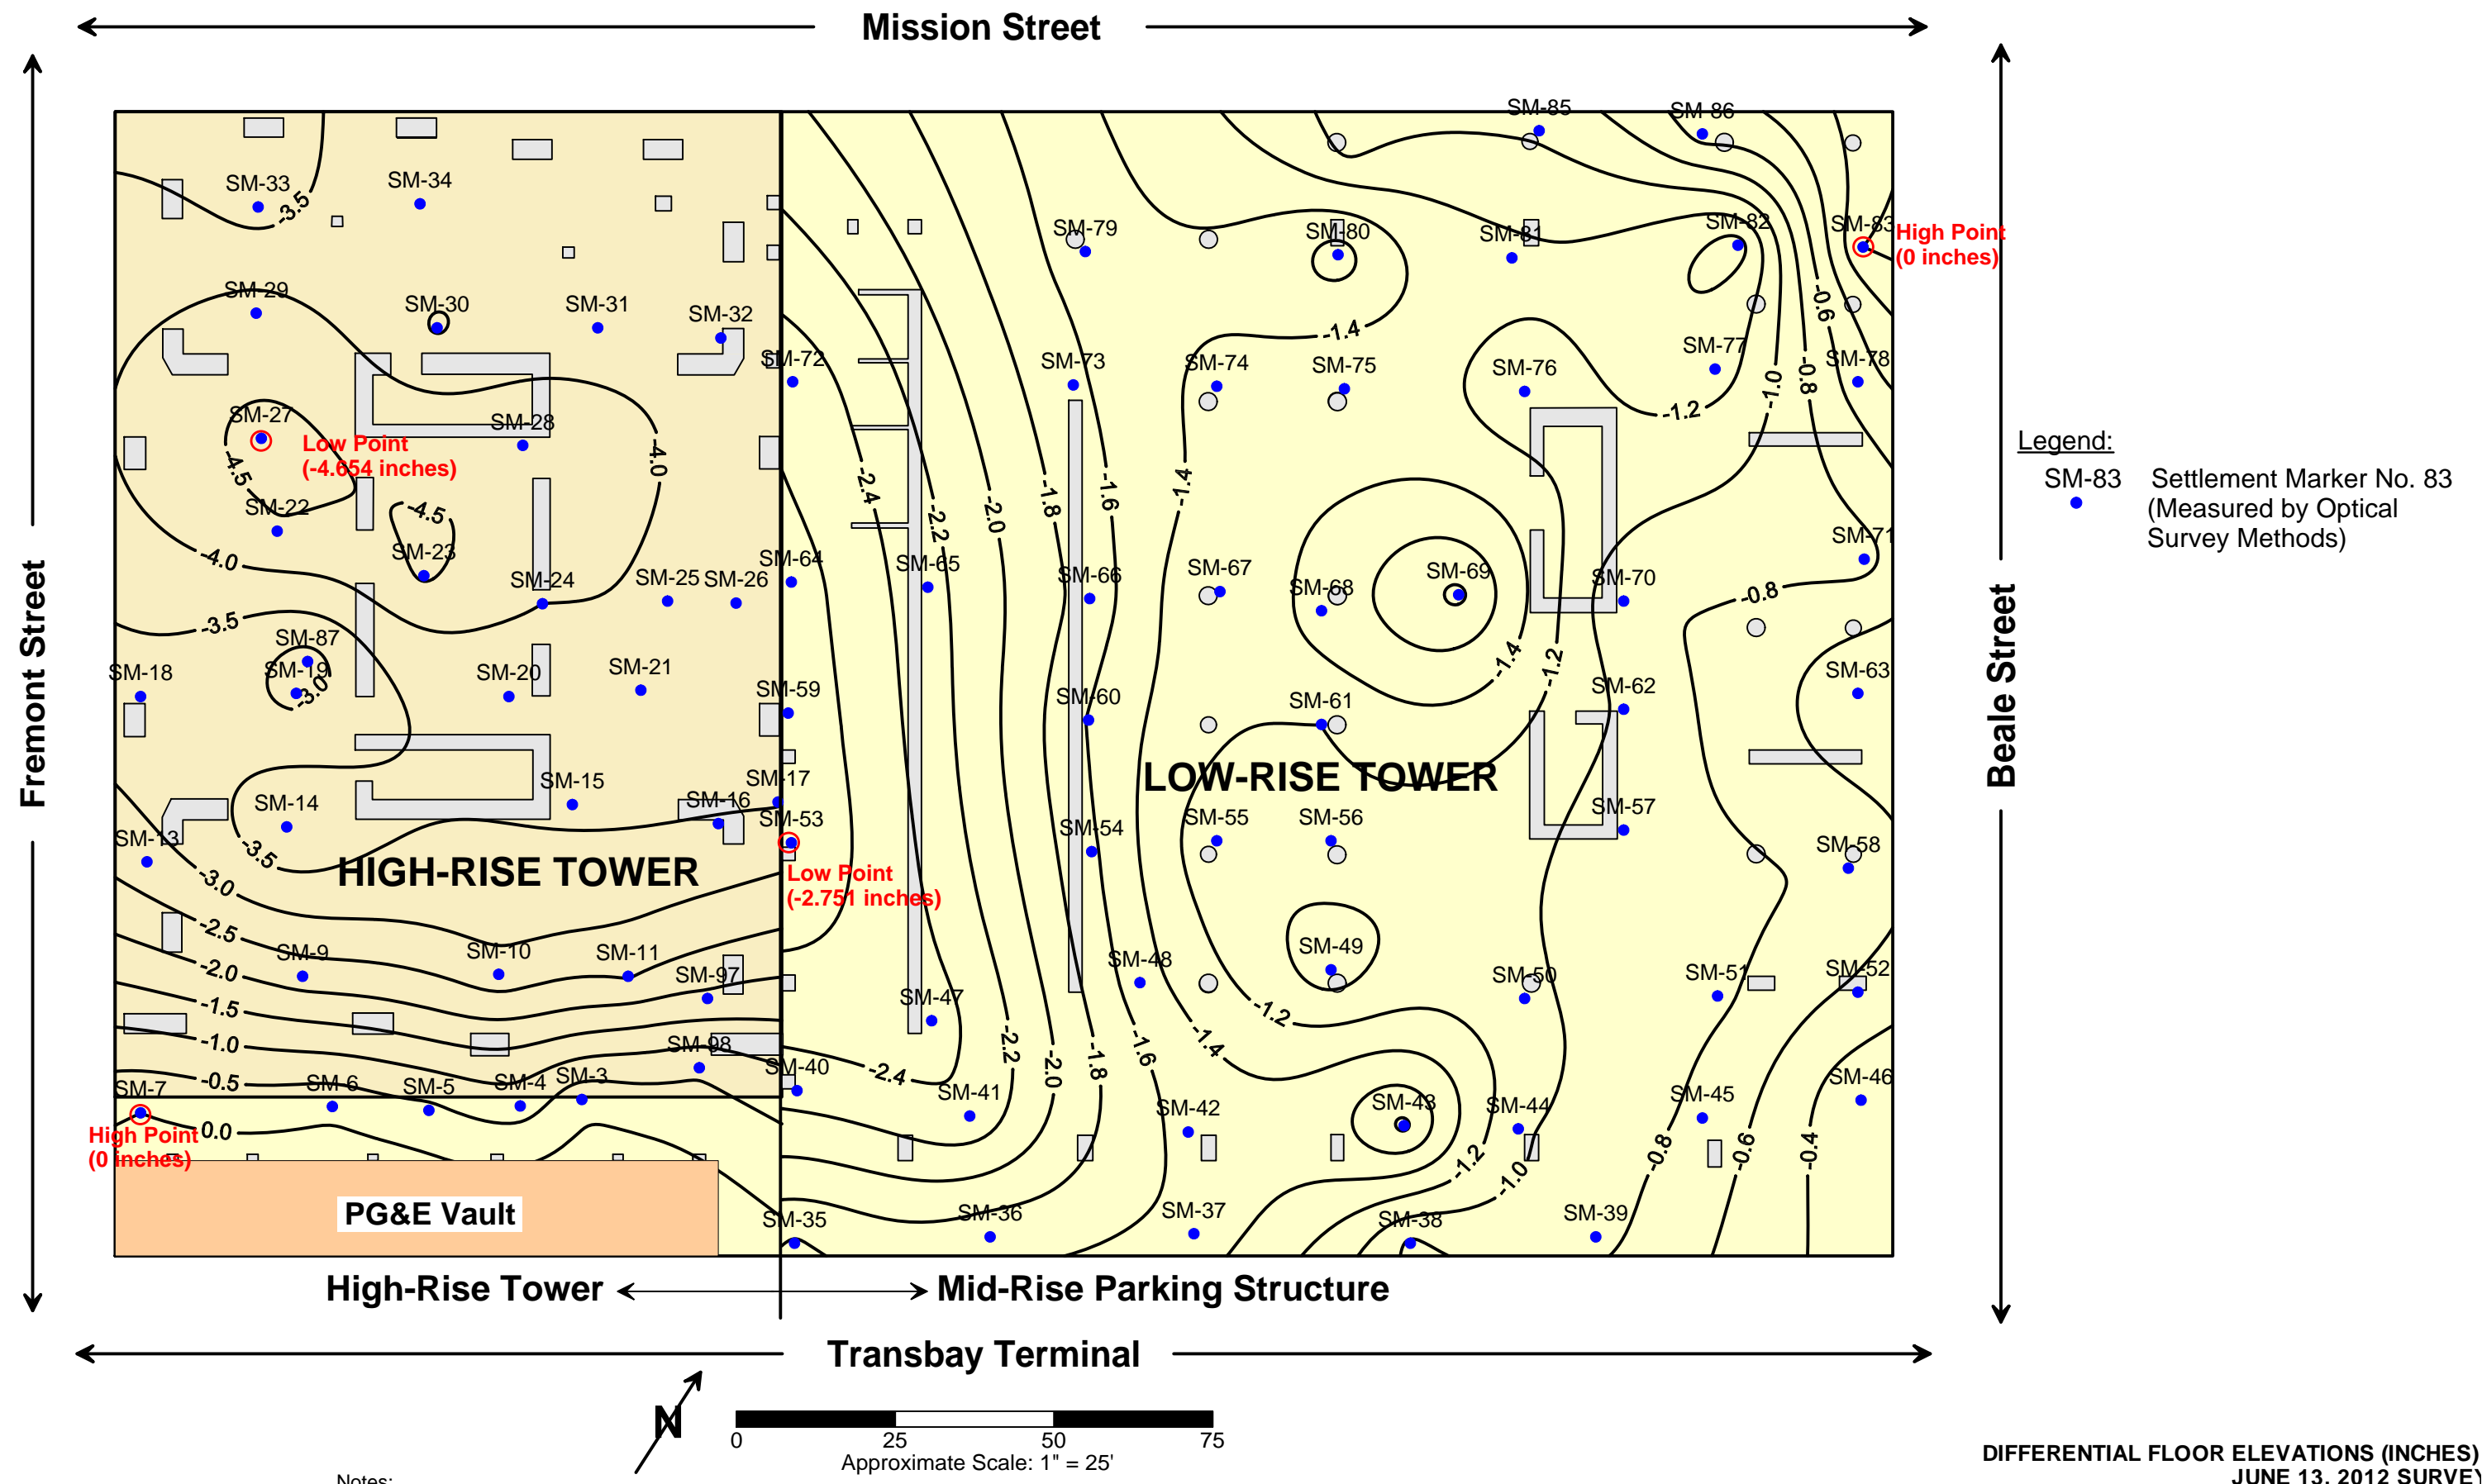 Mission Street
SM-85
SM-86
SM-33
SM-34
-3.5
SM-79
SM-80
SM-81
SM-82
SM-83
High Point
(0 inches)
SM-29
SM-30
SM-31
SM-32
-0.6
-1.4
SM-72
SM-73
SM-74
SM-75
SM-76
SM-77
SM-78
-1.0
-0.8
-1.2
SM-27
Low Point
(-4.654 inches)
SM-28
-4.5
-4.0
-2.4
-2.2
-2.0
-1.8
-1.6
-1.4
Legend:
SM-83 Settlement Marker No. 83
(Measured by Optical
Survey Methods)
SM-22
-4.5
SM-23
-4.0
SM-24
SM-25
SM-26
SM-64
SM-65
SM-66
SM-67
SM-68
SM-69
SM-70
SM-71
-0.8
-3.5
SM-87
SM-18
SM-19
-3.0
SM-20
SM-21
SM-59
SM-60
SM-61
-1.4
-1.2
SM-62
SM-63
Fremont Street
Beale Street
LOW-RISE TOWER
SM-13
SM-14
SM-15
SM-16
SM-17
SM-53
SM-54
SM-55
SM-56
SM-57
SM-58
-3.5
HIGH-RISE TOWER
Low Point
(-2.751 inches)
-3.0
-2.5
-2.0
-1.5
-1.0
-0.5
SM-9
SM-10
SM-11
SM-97
SM-47
SM-48
SM-49
SM-50
SM-51
SM-52
-1.2
-1.4
-2.2
-2.0
-1.8
-1.6
-2.4
SM-98
SM-7
SM-6
SM-5
SM-4
SM-3
SM-40
SM-41
SM-42
SM-43
SM-44
SM-45
SM-46
High Point
(0 inches)
0.0
-1.2
-1.0
-0.8
-0.6
-0.4
PG&E Vault
SM-35
SM-36
SM-37
SM-38
SM-39
High-Rise Tower
Mid-Rise Parking Structure
Transbay Terminal
N
0 25 50 75
Approximate Scale: 1" = 25'
Notes:
DIFFERENTIAL FLOOR ELEVATIONS (INCHES)
JUNE 13, 2012 SURVEY